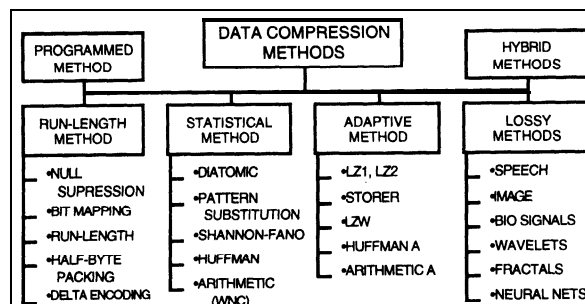 DATA COMPRESSION
METHODS
PROGRAMMED
METHOD
HYBRID
METHODS
RUN-LENGTH
METHOD
•NULL
SUPRESSION
•BIT MAPPING
•RUN-LENGTH
•HALF-BYTE
PACKING
•DELTA ENCODING
STATISTICAL
METHOD
•DIATOMIC
•PATTERN
SUBSTITUTION
•SHANNON-FANO
•HUFFMAN
•ARITHMETIC
(WNC)
ADAPTIVE
METHOD
•LZ1, LZ2
•STORER
•LZW
•HUFFMAN A
•ARITHMETIC A
LOSSY
METHODS
•SPEECH
•IMAGE
•BIO SIGNALS
•WAVELETS
•FRACTALS
•NEURAL NETS